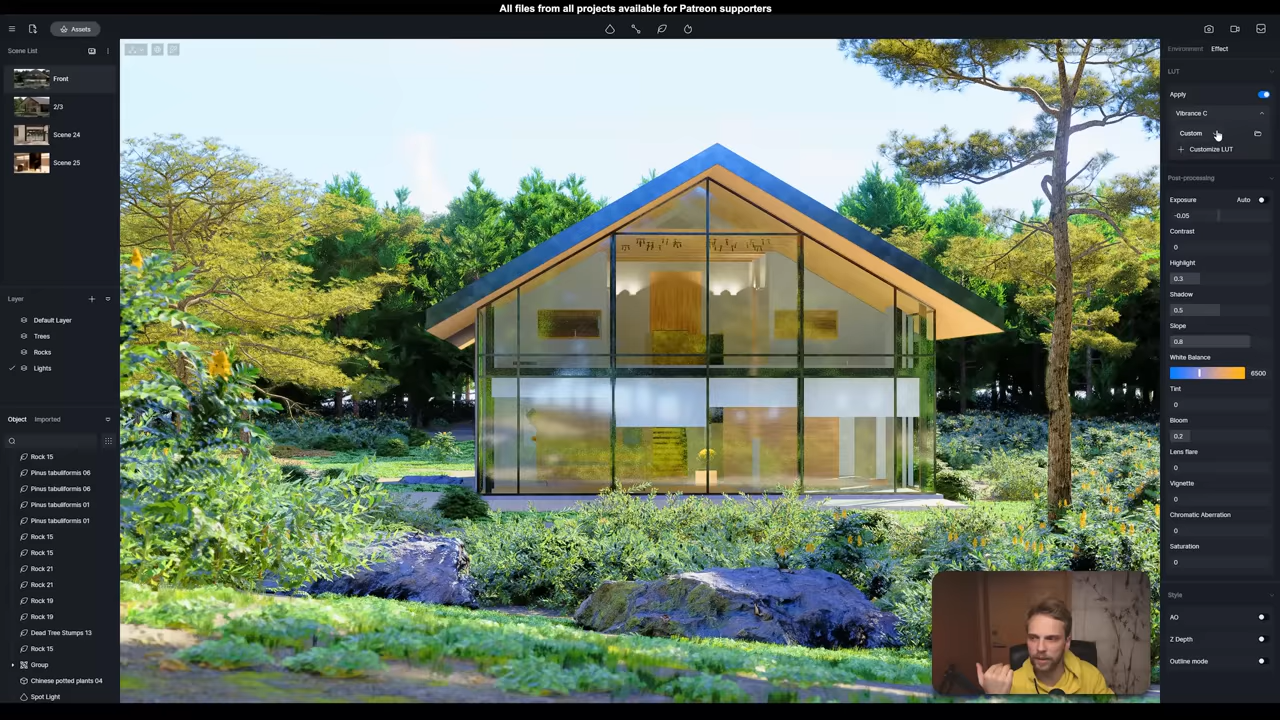 All files from all projects available for Patreon supporters
Assets
Scene List
Front
2/3
Scene 24
Scene 25
Layer
Default Layer
Trees
Rocks
Lights
Object Imported
Rock 15
Pinus tabuliformis 06
Pinus tabuliformis 06
Pinus tabuliformis 01
Pinus tabuliformis 01
Rock 15
Rock 15
Rock 21
Rock 21
Rock 19
Rock 19
Dead Tree Stumps 13
Rock 15
Group
Chinese potted plants 04
Spot Light
Environment Effect
LUT
Apply
Vibrance C
Custom
Customize LUT
Post-processing
Exposure Auto
-0.05
Contrast
0
Highlight
0.3
Shadow
0.5
Slope
0.8
White Balance
6500
Tint
0
Bloom
0.2
Lens flare
0
Vignette
0
Chromatic Aberration
0
Saturation
0
Style
AO
Z Depth
Outline mode